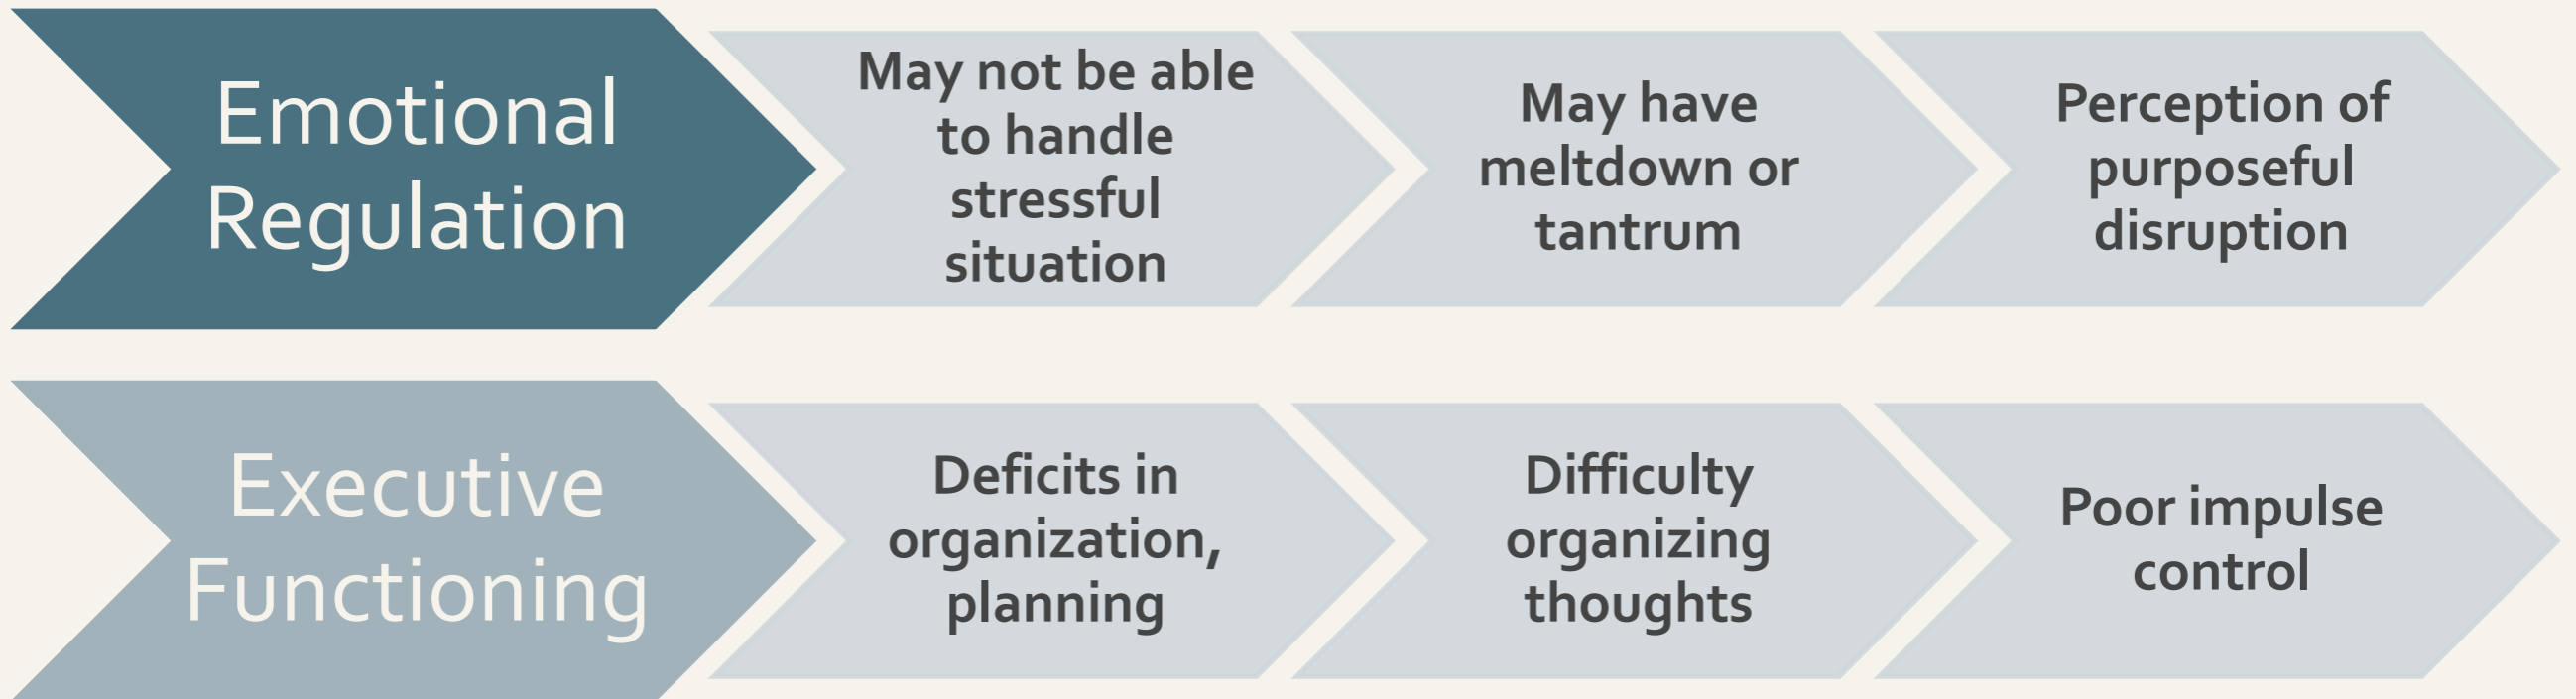 Emotional
Regulation
May not be able
to handle
stressful
situation
May have
meltdown or
tantrum
Perception of
purposeful
disruption
Executive
Functioning
Deficits in
organization,
planning
Difficulty
organizing
thoughts
Poor impulse
control